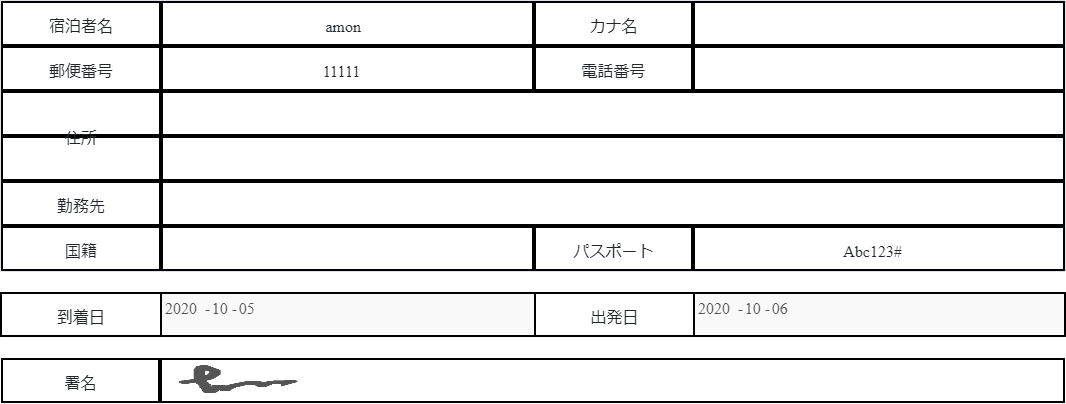 宿泊者名 amon カナ名
郵便番号 11111 電話番号
住所
勤務先
国籍 パスポート Abc123#
到着日 2020 -10 -05 出発日 2020 -10 -06
署名